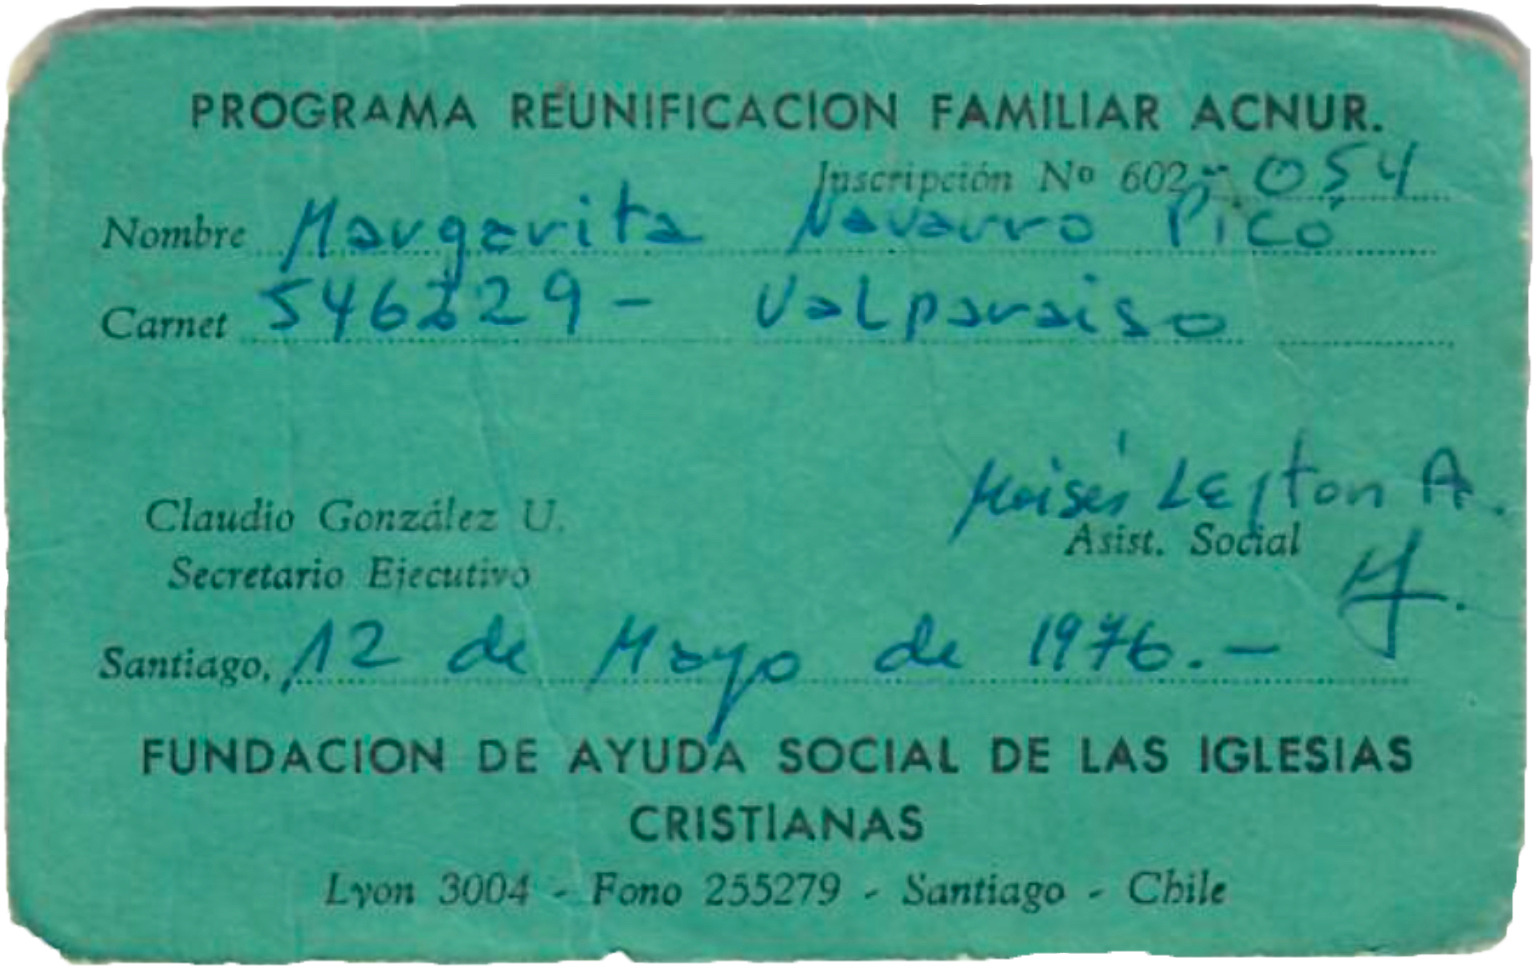 PROGRAMA REUNIFICACION FAMILIAR ACNUR.
Inscripción Nº 602-054
Nombre Margarita Navarro Picó
Carnet 546229- Valparaiso
Moisés Leyton A.
Claudio González U.
Asist. Social
Secretario Ejecutivo
Santiago, 12 de Mayo de 1976.-
FUNDACION DE AYUDA SOCIAL DE LAS IGLESIAS
CRISTIANAS
Lyon 3004 - Fono 255279 - Santiago - Chile